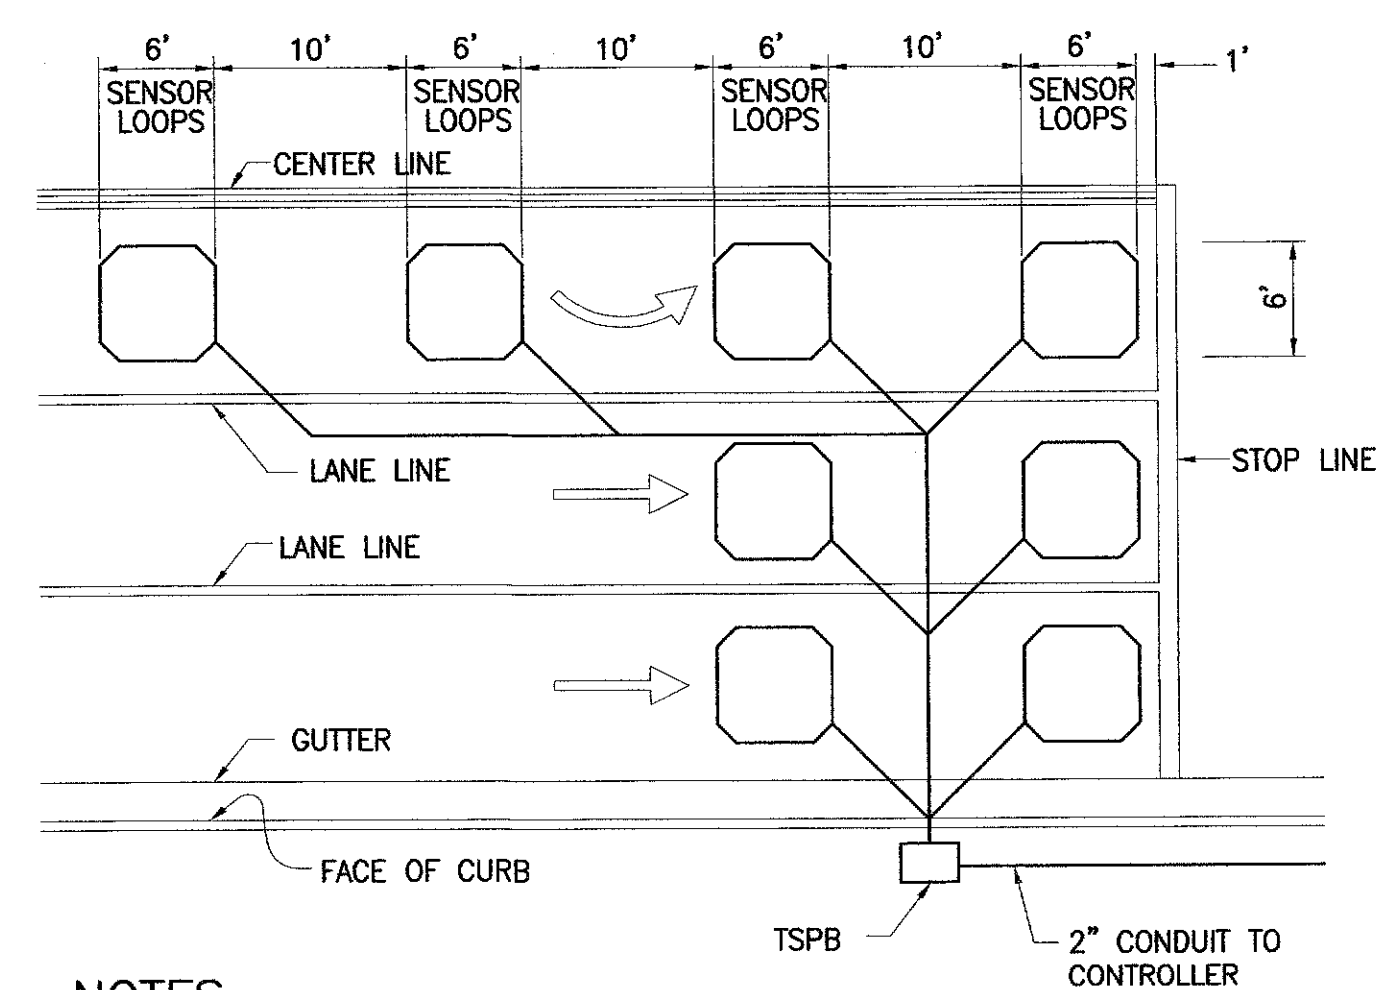 6' 10' 6' 10' 6' 10' 6' 1'
SENSOR LOOPS
SENSOR LOOPS
SENSOR LOOPS
SENSOR LOOPS
CENTER LINE
6'
LANE LINE
STOP LINE
LANE LINE
GUTTER
FACE OF CURB
TSPB
2" CONDUIT TO
CONTROLLER
NOTES